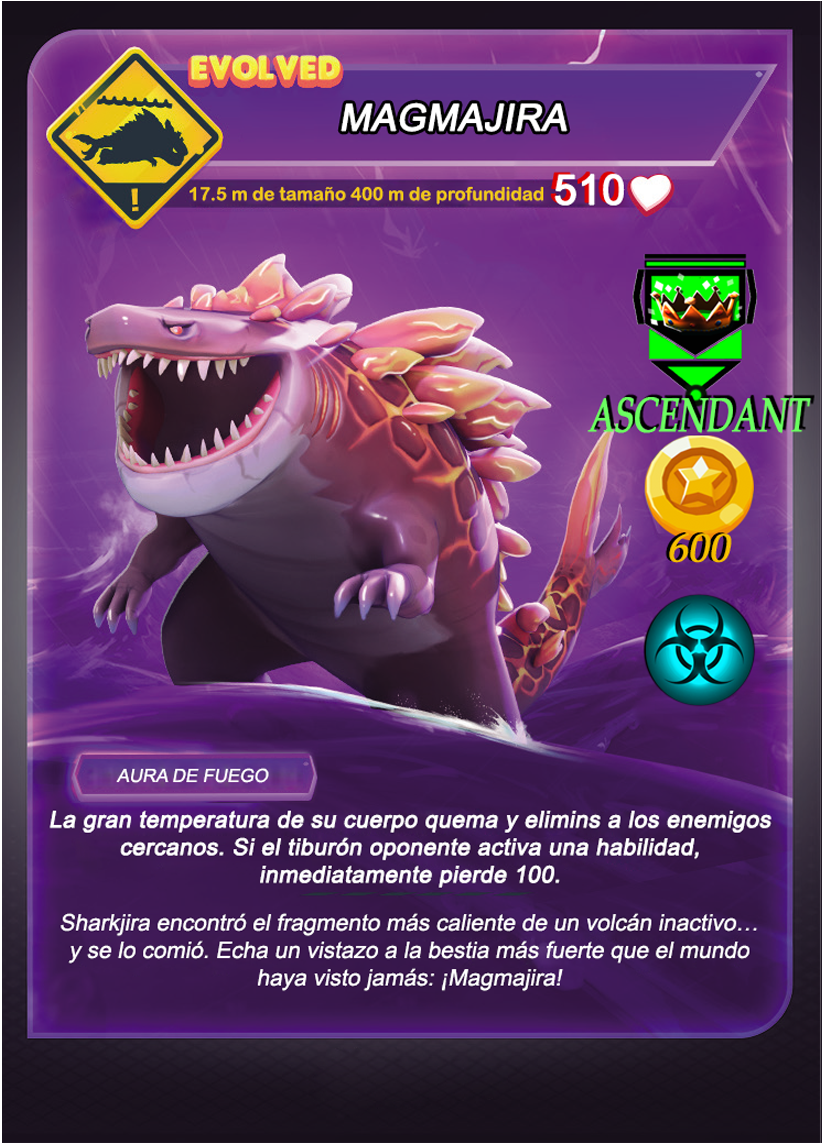 EVOLVED
MAGMAJIRA
17.5 m de tamaño 400 m de profundidad 510
!
ASCENDANT
600
AURA DE FUEGO
La gran temperatura de su cuerpo quema y elimins a los enemigos
cercanos. Si el tiburón oponente activa una habilidad,
inmediatamente pierde 100.
Sharkjira encontró el fragmento más caliente de un volcán inactivo…
y se lo comió. Echa un vistazo a la bestia más fuerte que el mundo
haya visto jamás: ¡Magmajira!